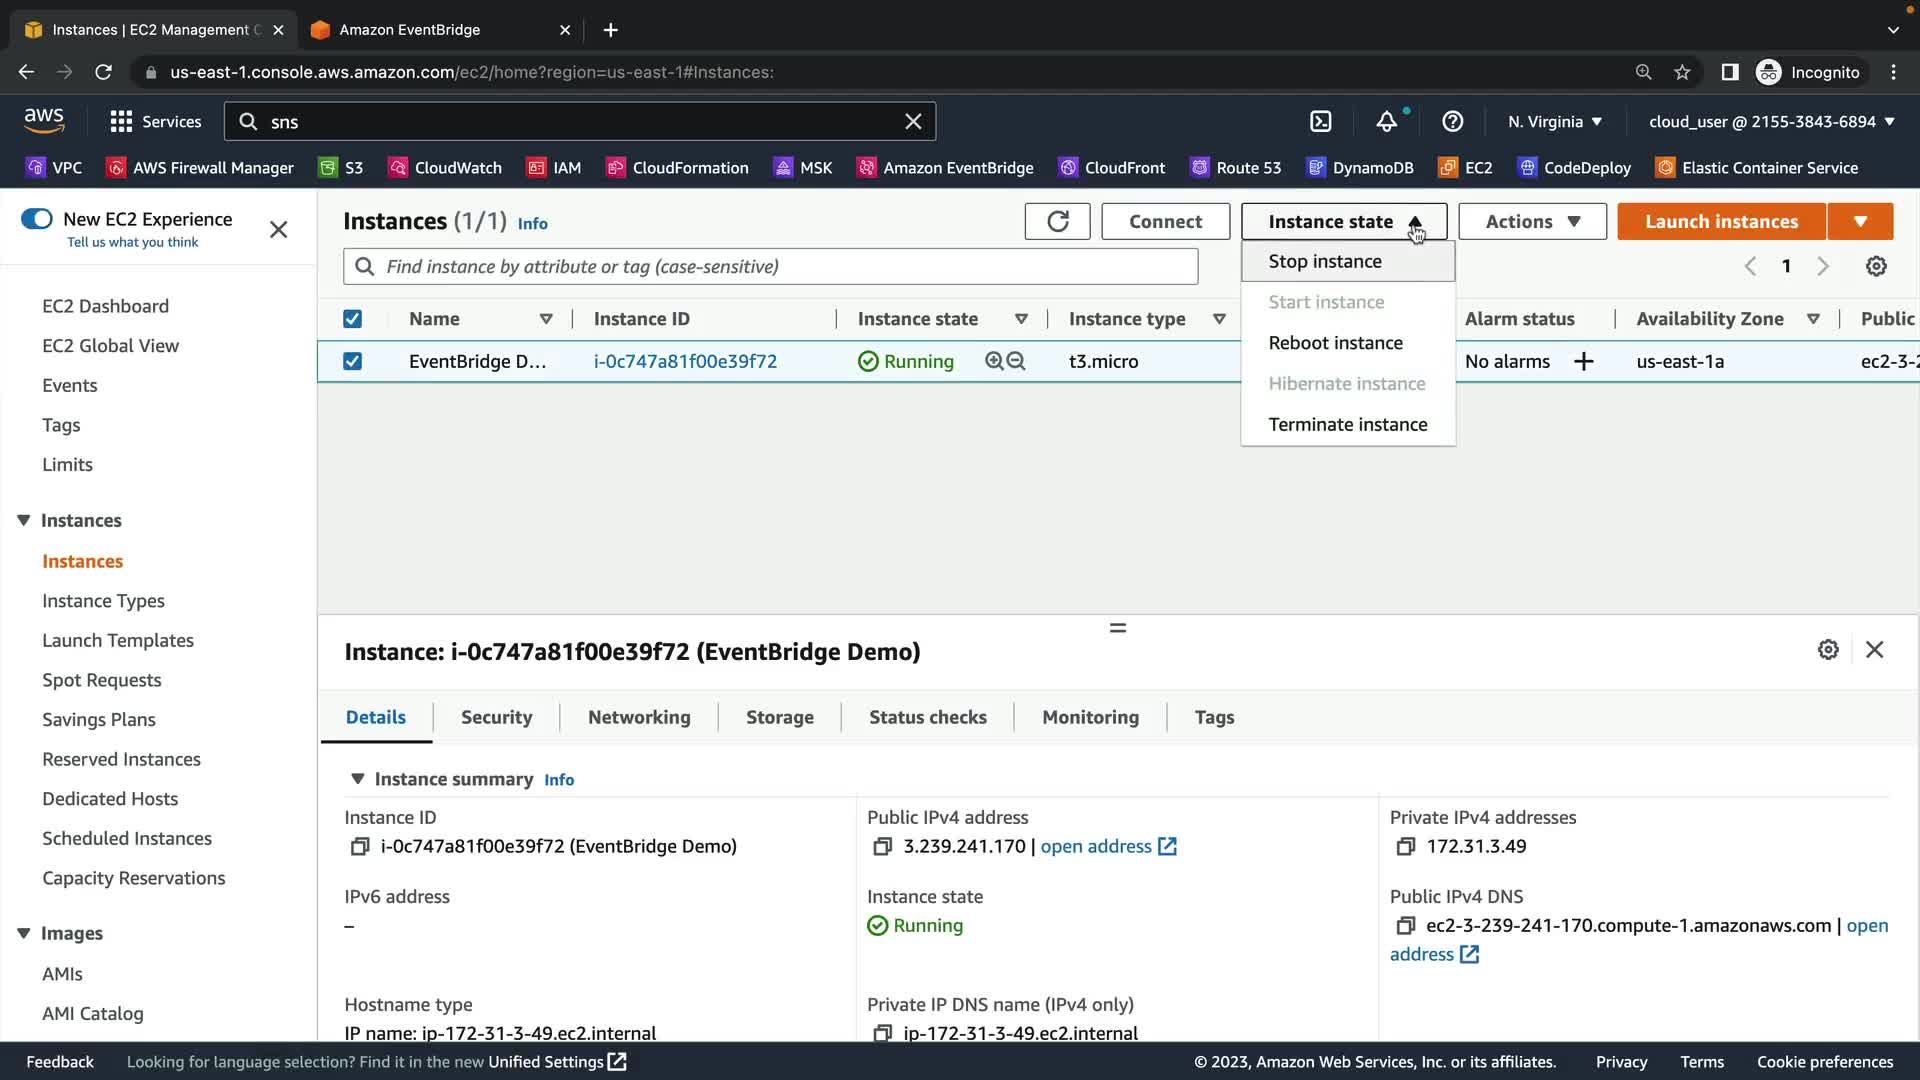 Instances | EC2 Management C
Amazon EventBridge
us-east-1.console.aws.amazon.com/ec2/home?region=us-east-1#Instances:
Incognito
aws
Services
sns
N. Virginia
cloud_user @ 2155-3843-6894
VPC
AWS Firewall Manager
S3
CloudWatch
IAM
CloudFormation
MSK
Amazon EventBridge
CloudFront
Route 53
DynamoDB
EC2
CodeDeploy
Elastic Container Service
New EC2 Experience
Tell us what you think
EC2 Dashboard
EC2 Global View
Events
Tags
Limits
Instances
Instances
Instance Types
Launch Templates
Spot Requests
Savings Plans
Reserved Instances
Dedicated Hosts
Scheduled Instances
Capacity Reservations
Images
AMIs
AMI Catalog
Instances (1/1) Info
Connect
Instance state
Actions
Launch instances
Find instance by attribute or tag (case-sensitive)
1
Stop instance
Start instance
Reboot instance
Hibernate instance
Terminate instance
Name
Instance ID
Instance state
Instance type
Alarm status
Availability Zone
Public
EventBridge D...
i-0c747a81f00e39f72
Running
t3.micro
No alarms
us-east-1a
ec2-3-2
Instance: i-0c747a81f00e39f72 (EventBridge Demo)
Details
Security
Networking
Storage
Status checks
Monitoring
Tags
Instance summary Info
Instance ID
i-0c747a81f00e39f72 (EventBridge Demo)
Public IPv4 address
3.239.241.170 | open address
Private IPv4 addresses
172.31.3.49
IPv6 address
–
Instance state
Running
Public IPv4 DNS
ec2-3-239-241-170.compute-1.amazonaws.com | open
address
Hostname type
IP name: ip-172-31-3-49.ec2.internal
Private IP DNS name (IPv4 only)
ip-172-31-3-49.ec2.internal
Feedback
Looking for language selection? Find it in the new Unified Settings
© 2023, Amazon Web Services, Inc. or its affiliates.
Privacy
Terms
Cookie preferences